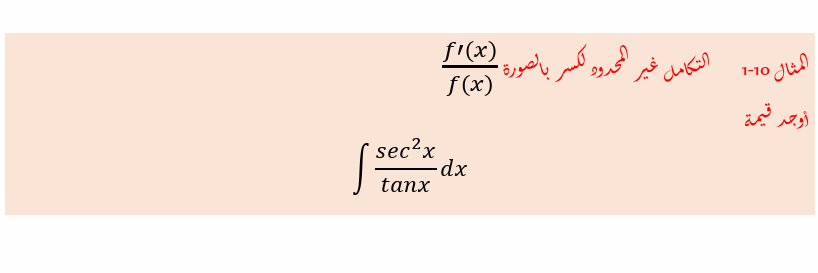 المثال 10-1 التكامل غير المحدود لكسر بالصورة f′(x)/f(x)
أوجد قيمة
∫ sec²x/tanx dx